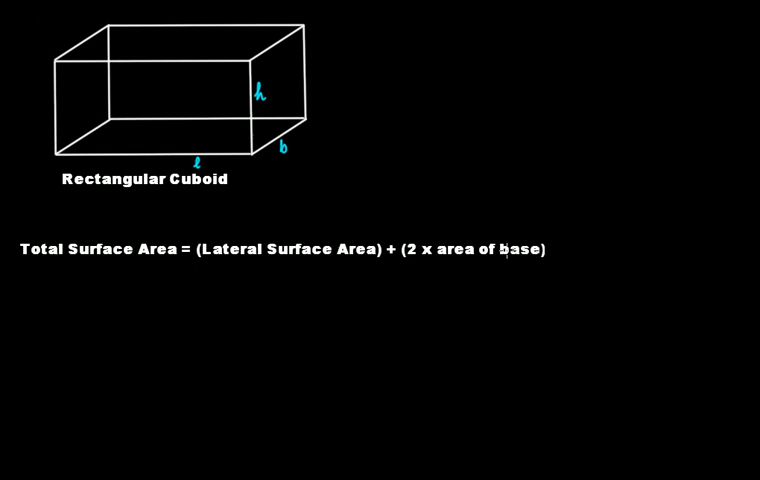 h
b
l
Rectangular Cuboid
Total Surface Area = (Lateral Surface Area) + (2 x area of base)